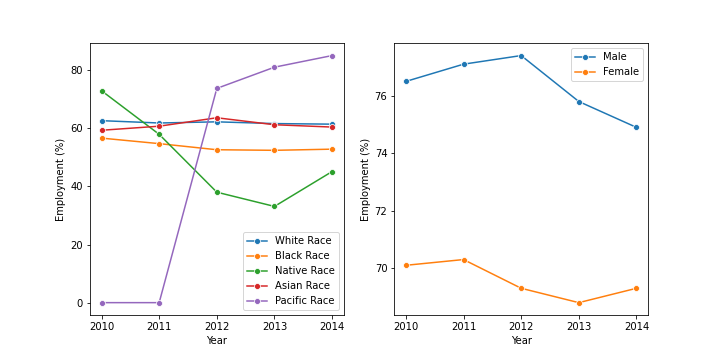 80
60
40
20
0
Employment (%)
2010 2011 2012 2013 2014
Year
White Race
Black Race
Native Race
Asian Race
Pacific Race
76
74
72
70
Employment (%)
2010 2011 2012 2013 2014
Year
Male
Female